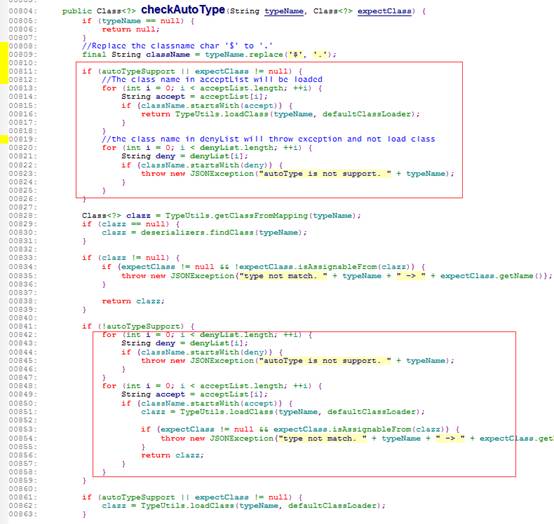 00804: public Class<?> checkAutoType(String typeName, Class<?> expectClass) {
00805: if (typeName == null) {
00806: return null;
00807: }
00808: //Replace the classname char '$' to '.'
00809: final String className = typeName.replace('$', '.');
00810:
00811: if (autoTypeSupport || expectClass != null) {
00812: //The class name in acceptList will be loaded
00813: for (int i = 0; i < acceptList.length; ++i) {
00814: String accept = acceptList[i];
00815: if (className.startsWith(accept)) {
00816: return TypeUtils.loadClass(typeName, defaultClassLoader);
00817: }
00818: }
00819: //the class name in denyList will throw exception and not load class
00820: for (int i = 0; i < denyList.length; ++i) {
00821: String deny = denyList[i];
00822: if (className.startsWith(deny)) {
00823: throw new JSONException("autoType is not support. " + typeName);
00824: }
00825: }
00826: }
00827:
00828: Class<?> clazz = TypeUtils.getClassFromMapping(typeName);
00829: if (clazz == null) {
00830: clazz = deserializers.findClass(typeName);
00831: }
00832:
00833: if (clazz != null) {
00834: if (expectClass != null && !expectClass.isAssignableFrom(clazz)) {
00835: throw new JSONException("type not match. " + typeName + " -> " + expectClass.getName());
00836: }
00837:
00838: return clazz;
00839: }
00840:
00841: if (!autoTypeSupport) {
00842: for (int i = 0; i < denyList.length; ++i) {
00843: String deny = denyList[i];
00844: if (className.startsWith(deny)) {
00845: throw new JSONException("autoType is not support. " + typeName);
00846: }
00847: }
00848: for (int i = 0; i < acceptList.length; ++i) {
00849: String accept = acceptList[i];
00850: if (className.startsWith(accept)) {
00851: clazz = TypeUtils.loadClass(typeName, defaultClassLoader);
00852:
00853: if (expectClass != null && expectClass.isAssignableFrom(clazz)) {
00854: throw new JSONException("type not match. " + typeName + " -> " + expectClass.get
00855: }
00856: return clazz;
00857: }
00858: }
00859: }
00860:
00861: if (autoTypeSupport || expectClass != null) {
00862: clazz = TypeUtils.loadClass(typeName, defaultClassLoader);
00863: }